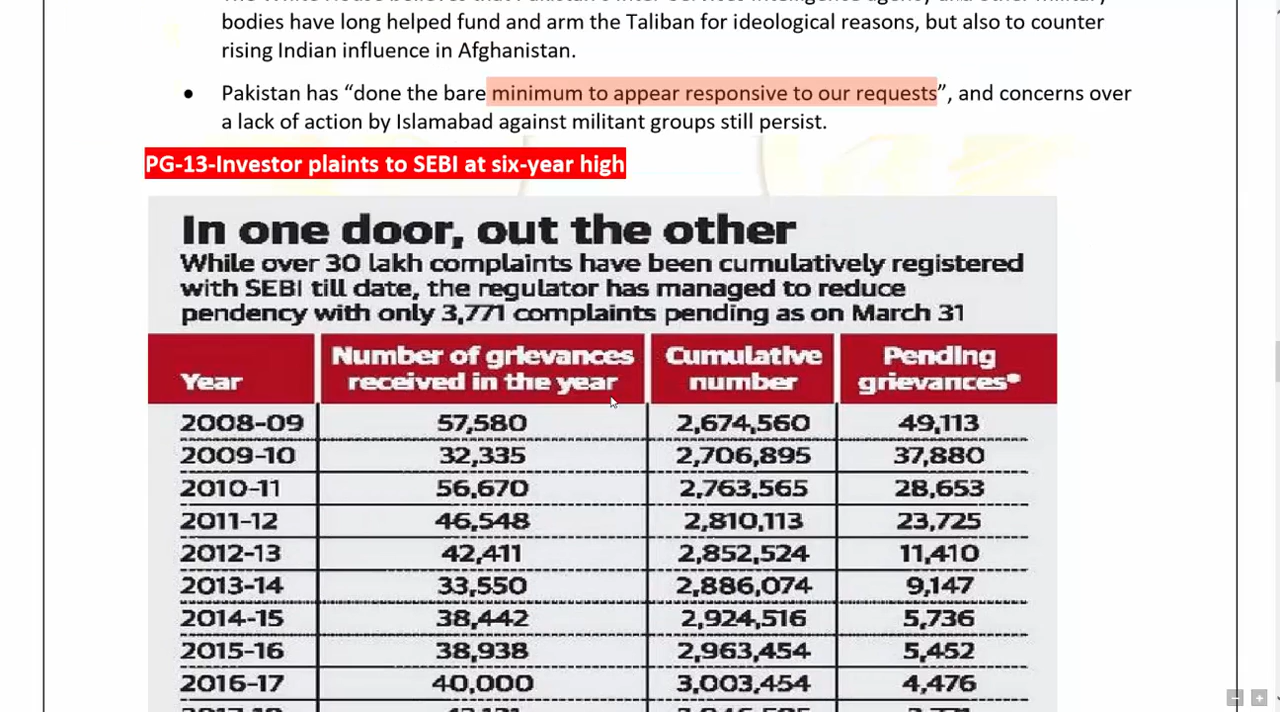 bodies have long helped fund and arm the Taliban for ideological reasons, but also to counter
rising Indian influence in Afghanistan.
• Pakistan has “done the bare minimum to appear responsive to our requests”, and concerns over
a lack of action by Islamabad against militant groups still persist.
PG-13-Investor plaints to SEBI at six-year high
In one door, out the other
While over 30 lakh complaints have been cumulatively registered
with SEBI till date, the regulator has managed to reduce
pendency with only 3,771 complaints pending as on March 31
Year Number of grievances received in the year Cumulative number Pending grievances*
2008-09 57,580 2,674,560 49,113
2009-10 32,335 2,706,895 37,880
2010-11 56,670 2,763,565 28,653
2011-12 46,548 2,810,113 23,725
2012-13 42,411 2,852,524 11,410
2013-14 33,550 2,886,074 9,147
2014-15 38,442 2,924,516 5,736
2015-16 38,938 2,963,454 5,452
2016-17 40,000 3,003,454 4,476